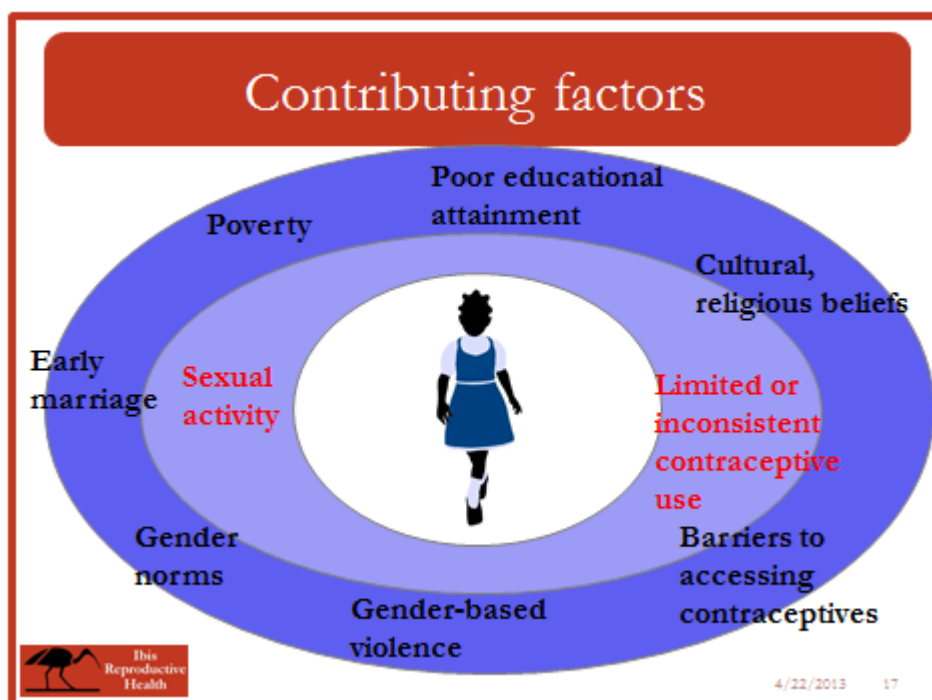 Contributing factors
Poor educational
attainment
Poverty
Cultural,
religious beliefs
Early
marriage
Sexual
activity
Limited or
inconsistent
contraceptive
use
Gender
norms
Barriers to
accessing
contraceptives
Gender-based
violence
Ibis
Reproductive
Health
4/22/2013 17